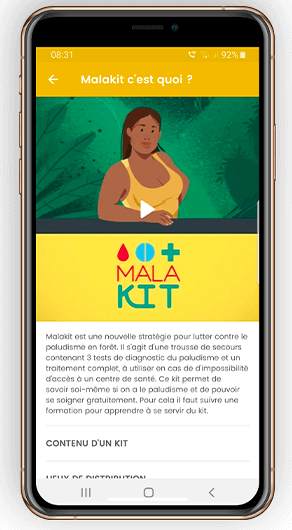 08:31 92%
Malakit c'est quoi ?
MALA
KIT
Malakit est une nouvelle stratégie pour lutter contre le
paludisme en forêt. Il s'agit d'une trousse de secours
contenant 3 tests de diagnostic du paludisme et un
traitement complet, à utiliser en cas de d'impossibilité
d'accès à un centre de santé. Ce kit permet de
savoir soi-même si on a le paludisme et de pouvoir
se soigner gratuitement. Pour cela il faut suivre une
formation pour apprendre à se servir du kit.
CONTENU D'UN KIT
LIEUX DE DISTRIBUTION